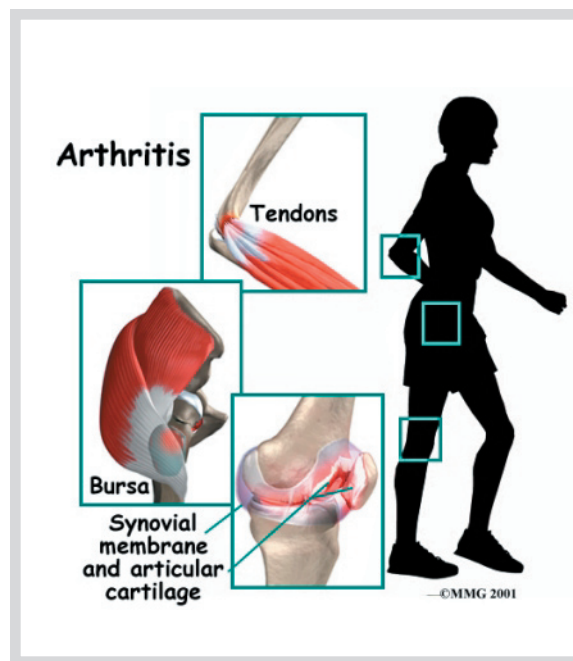 Arthritis
Tendons
Bursa
Synovial
membrane
and articular
cartilage
—©MMG 2001